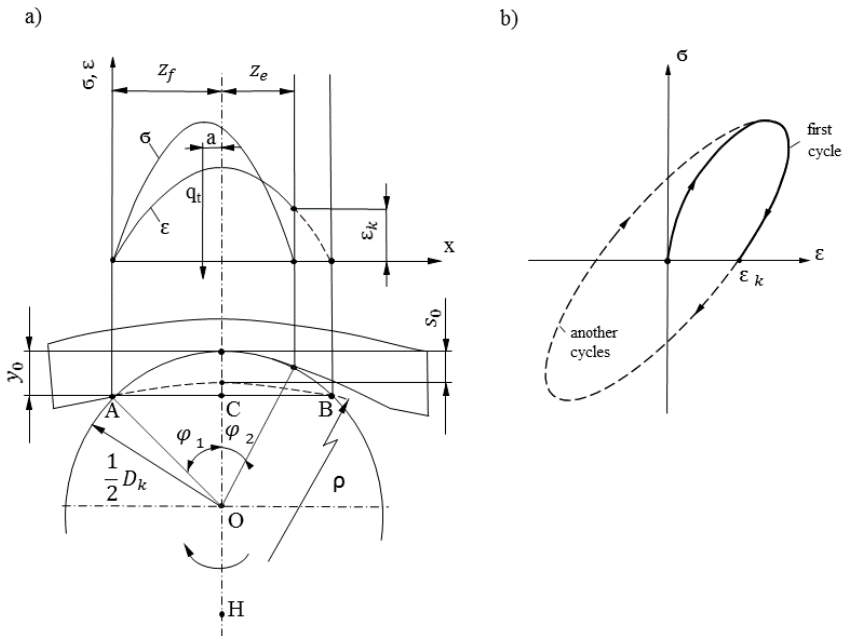 a)
б, ε
z_f
z_e
a
σ
q_t
ε
ε_k
x
s_0
y_0
A
C
B
φ_1
φ_2
1/2 D_k
ρ
O
H
b)
б
first
cycle
ε
ε_k
another
cycles